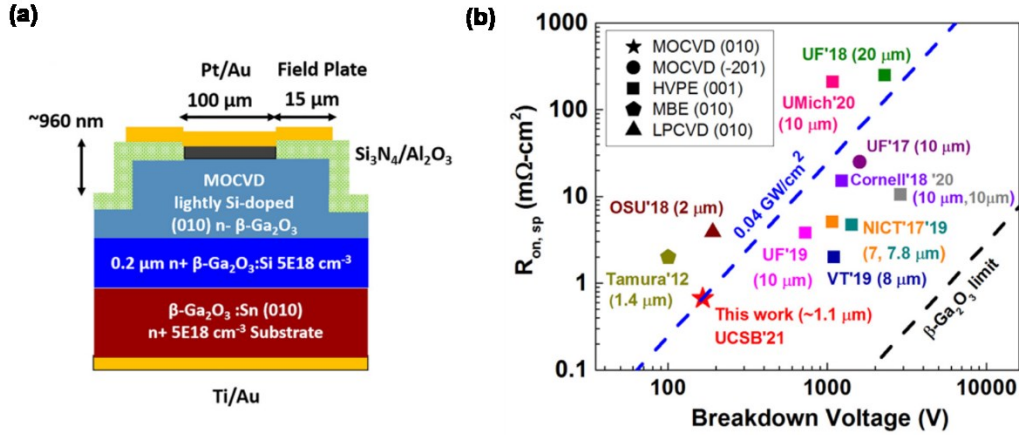 (a)
Pt/Au
100 μm
Field Plate
15 μm
~960 nm
Si₃N₄/Al₂O₃
MOCVD
lightly Si-doped
(010) n- β-Ga₂O₃
0.2 μm n+ β-Ga₂O₃:Si 5E18 cm⁻³
β-Ga₂O₃ :Sn (010)
n+ 5E18 cm⁻³ Substrate
Ti/Au
(b)
R_on,sp (mΩ-cm²)
1000
100
10
1
0.1
MOCVD (010)
MOCVD (-201)
HVPE (001)
MBE (010)
LPCVD (010)
UF'18 (20 μm)
UMich'20
(10 μm)
UF'17 (10 μm)
Cornell'18 '20
(10 μm,10μm)
OSU'18 (2 μm)
0.04 GW/cm²
NICT'17'19
(7, 7.8 μm)
UF'19
(10 μm)
VT'19 (8 μm)
Tamura'12
(1.4 μm)
This work (~1.1 μm)
UCSB'21
β-Ga₂O₃ limit
100
1000
10000
Breakdown Voltage (V)